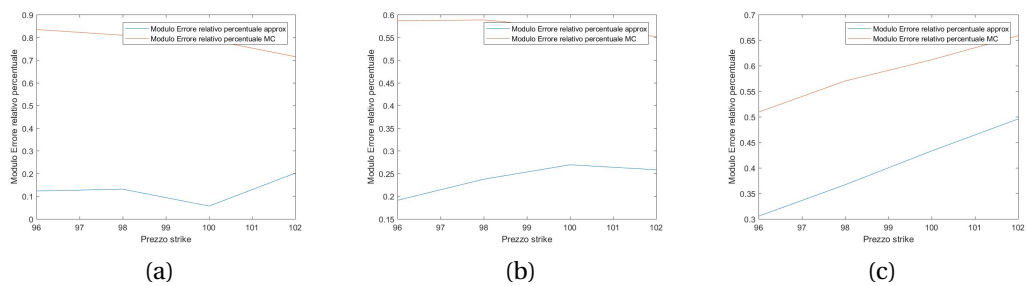 0.9
0.8
0.7
0.6
0.5
0.4
0.3
0.2
0.1
0
Modulo Errore relativo percentuale
Modulo Errore relativo percentuale approx
Modulo Errore relativo percentuale MC
96 97 98 99 100 101 102
Prezzo strike
(a)
0.6
0.55
0.5
0.45
0.4
0.35
0.3
0.25
0.2
0.15
Modulo Errore relativo percentuale
Modulo Errore relativo percentuale approx
Modulo Errore relativo percentuale MC
96 97 98 99 100 101 102
Prezzo strike
(b)
0.7
0.65
0.6
0.55
0.5
0.45
0.4
0.35
0.3
Modulo Errore relativo percentuale
Modulo Errore relativo percentuale approx
Modulo Errore relativo percentuale MC
96 97 98 99 100 101 102
Prezzo strike
(c)